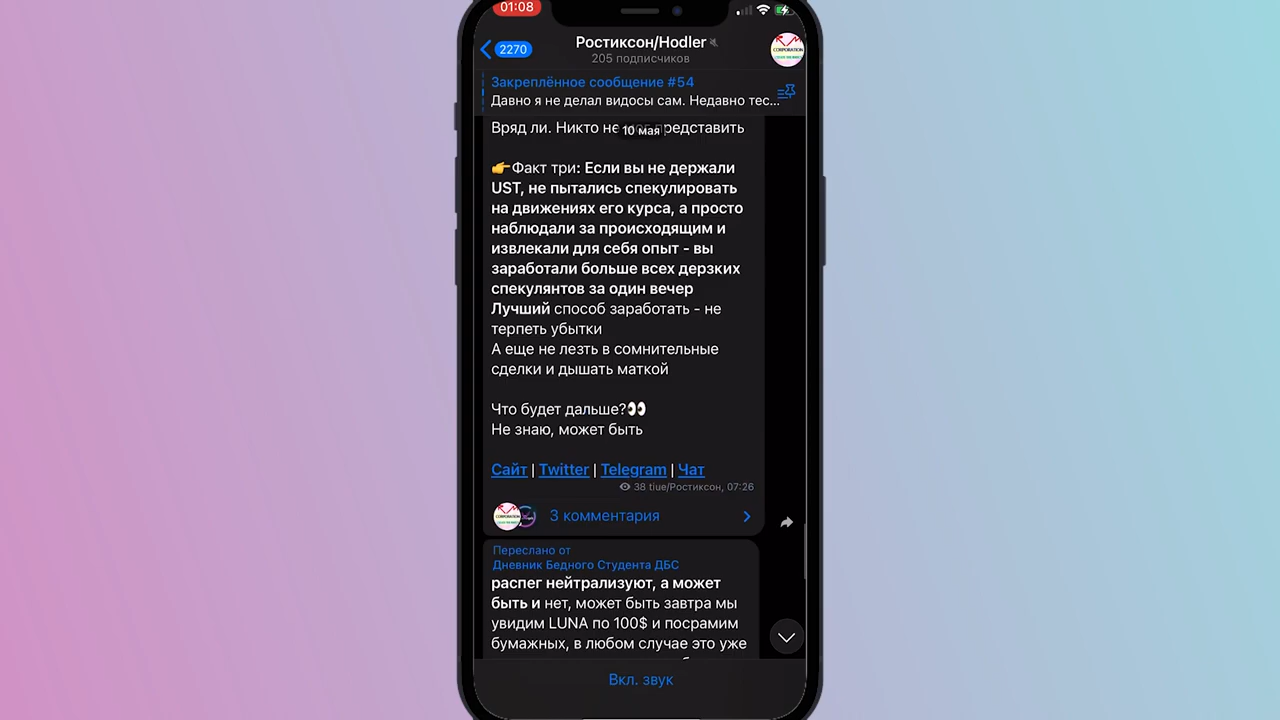 01:08
2270
Ростиксон/Hodler
205 подписчиков
CORPORATION
Закреплённое сообщение #54
Давно я не делал видосы сам. Недавно тес...
10 мая
Вряд ли. Никто не мог представить
👉Факт три: Если вы не держали
UST, не пытались спекулировать
на движениях его курса, а просто
наблюдали за происходящим и
извлекали для себя опыт - вы
заработали больше всех дерзких
спекулянтов за один вечер
Лучший способ заработать - не
терпеть убытки
А еще не лезть в сомнительные
сделки и дышать маткой
Что будет дальше?👀
Не знаю, может быть
Сайт | Twitter | Telegram | Чат
38 tiue/Ростиксон, 07:26
3 комментария
Переслано от
Дневник Бедного Студента ДБС
распег нейтрализуют, а может
быть и нет, может быть завтра мы
увидим LUNA по 100$ и посрамим
бумажных, в любом случае это уже
Вкл. звук